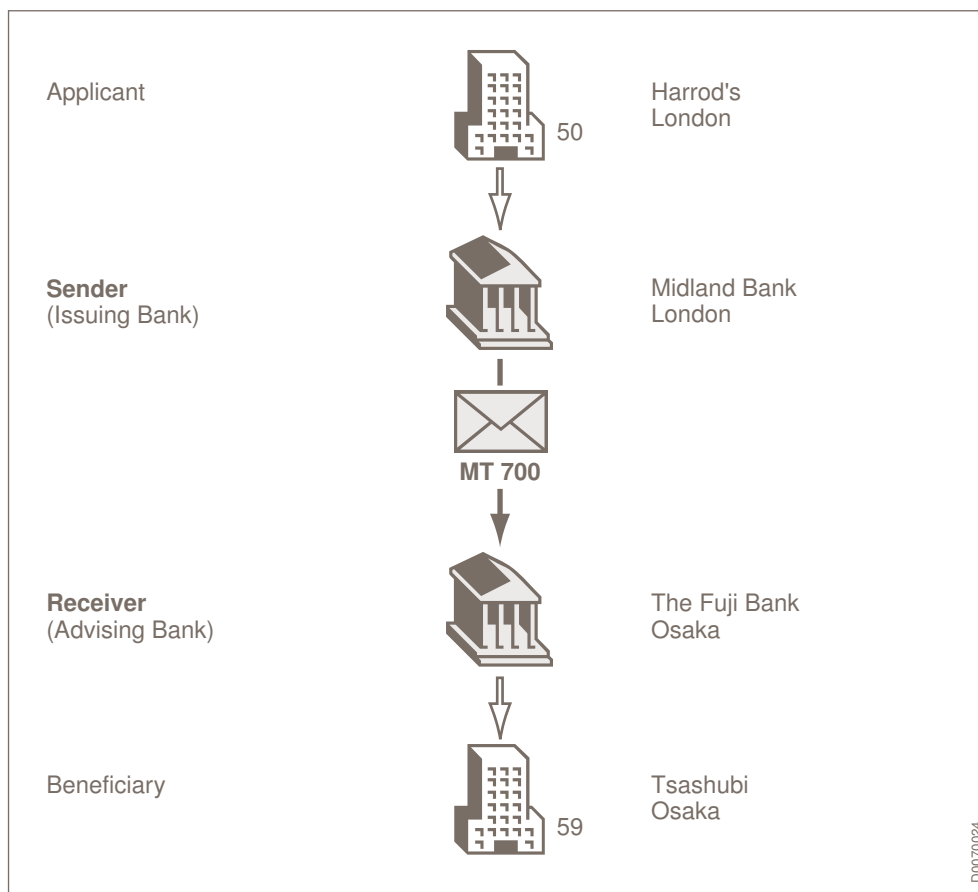 Applicant
50
Harrod's
London
Sender
(Issuing Bank)
Midland Bank
London
MT 700
Receiver
(Advising Bank)
The Fuji Bank
Osaka
Beneficiary
59
Tsashubi
Osaka
D0070024